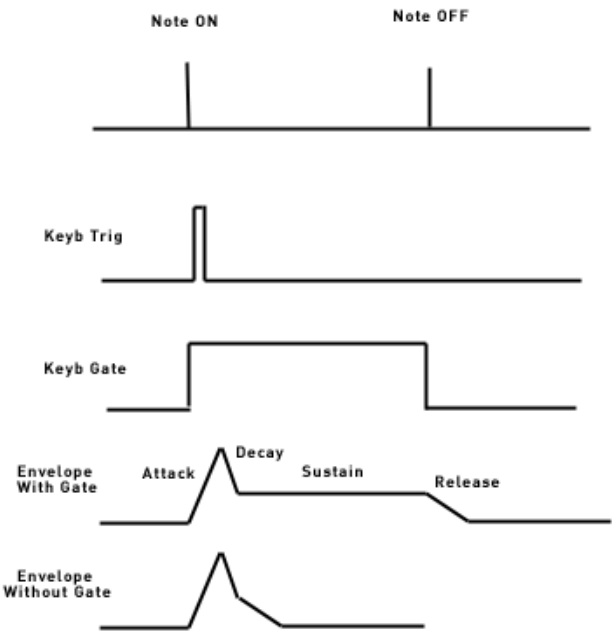 Note ON
Note OFF
Keyb Trig
Keyb Gate
Envelope
With Gate
Attack
Decay
Sustain
Release
Envelope
Without Gate